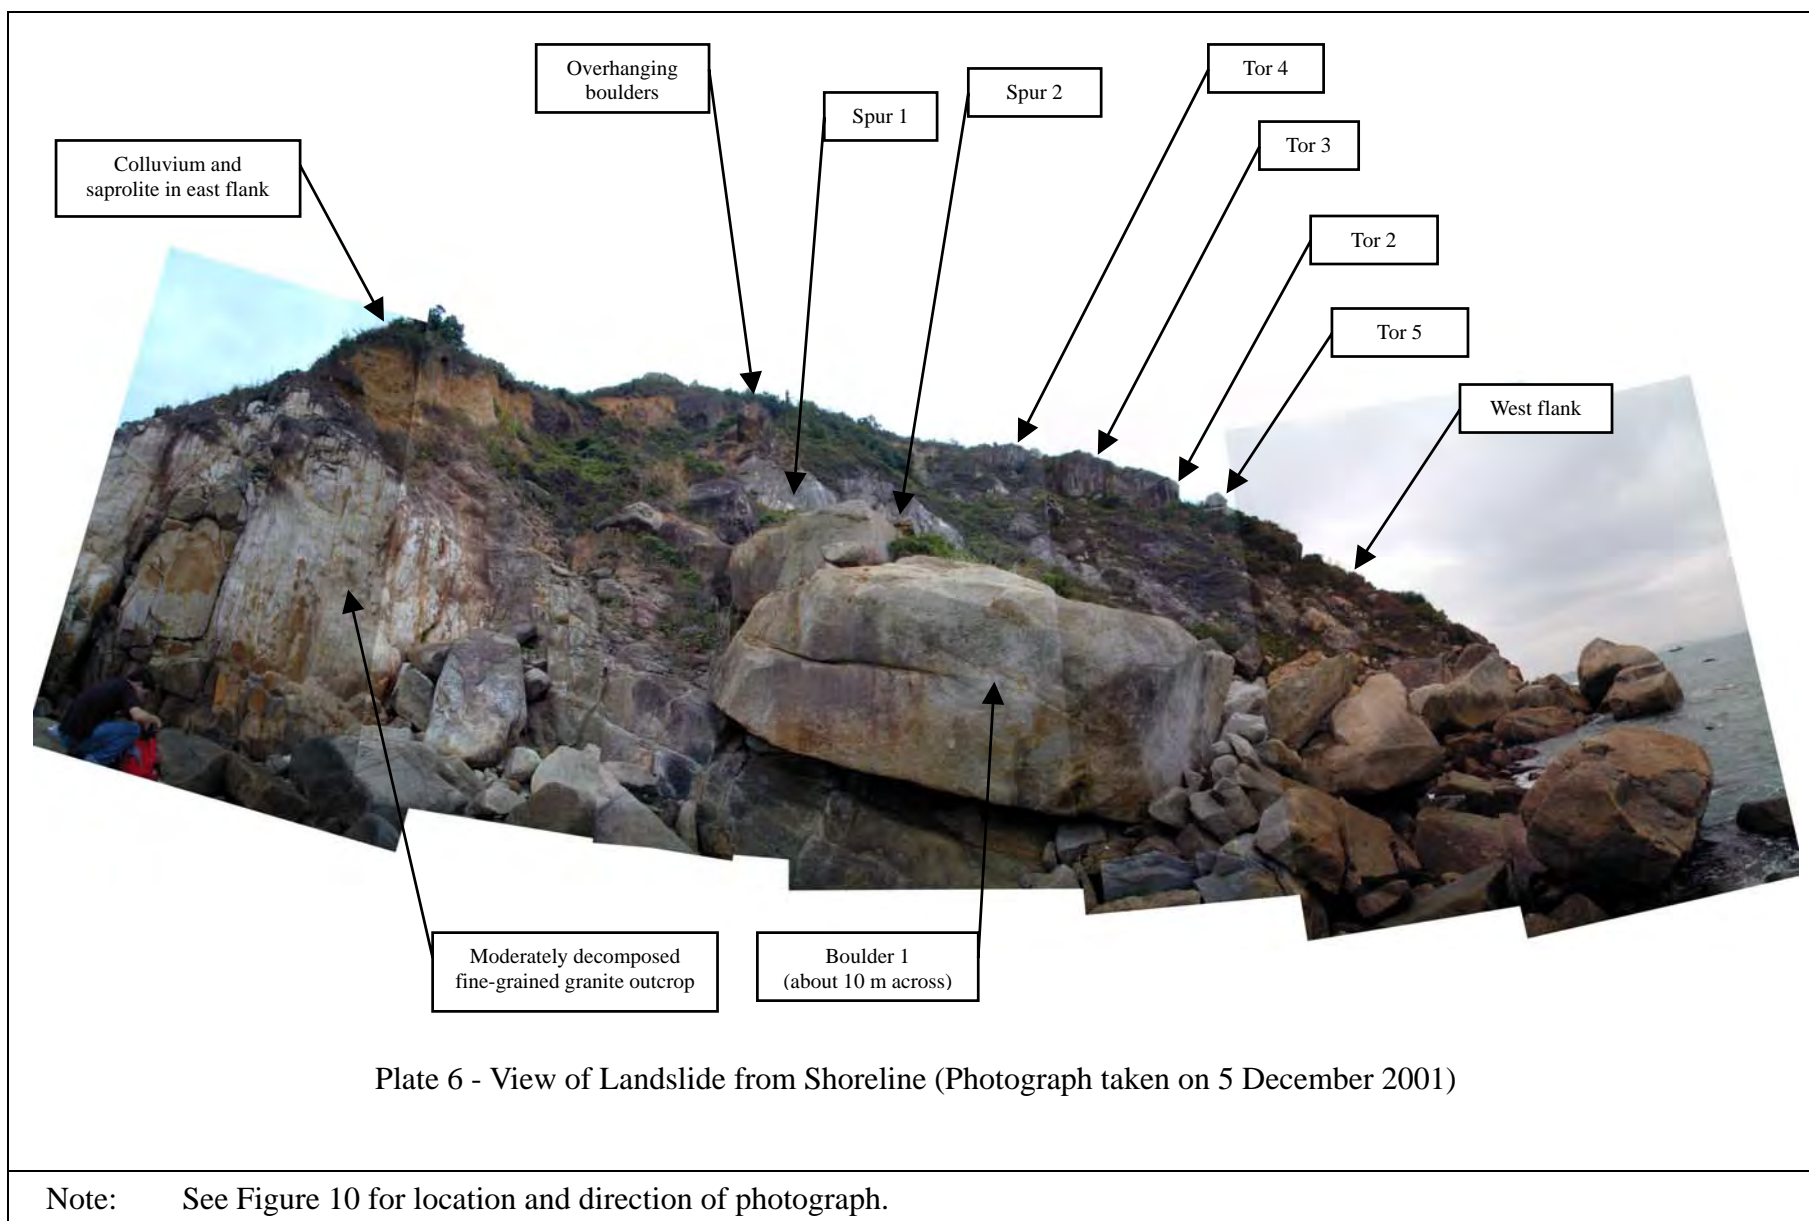 Overhanging
boulders
Spur 1
Spur 2
Tor 4
Tor 3
Colluvium and
saprolite in east flank
Tor 2
Tor 5
West flank
Moderately decomposed
fine-grained granite outcrop
Boulder 1
(about 10 m across)
Plate 6 - View of Landslide from Shoreline (Photograph taken on 5 December 2001)
Note: See Figure 10 for location and direction of photograph.